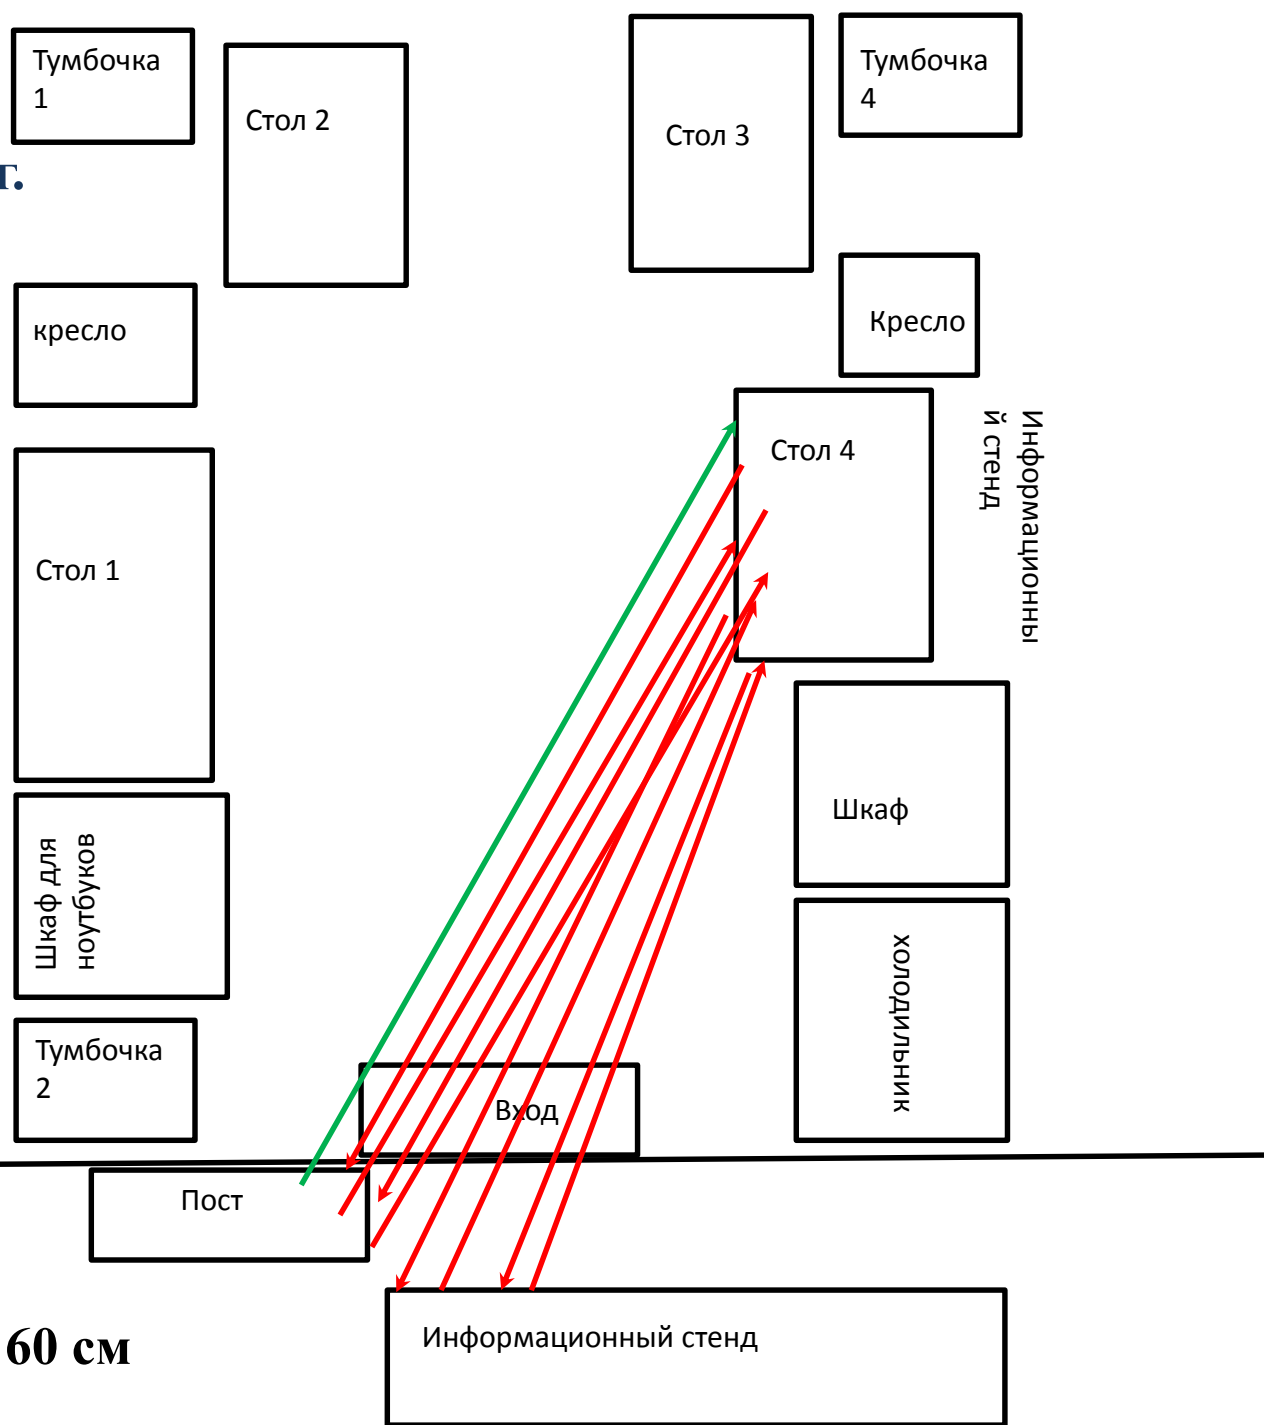 Тумбочка
1
Стол 2
Стол 3
Тумбочка
4
г.
кресло
Кресло
Стол 4
Информационны
й стенд
Стол 1
Шкаф для
ноутбуков
Шкаф
холодильник
Тумбочка
2
Вход
Пост
Информационный стенд
60 см